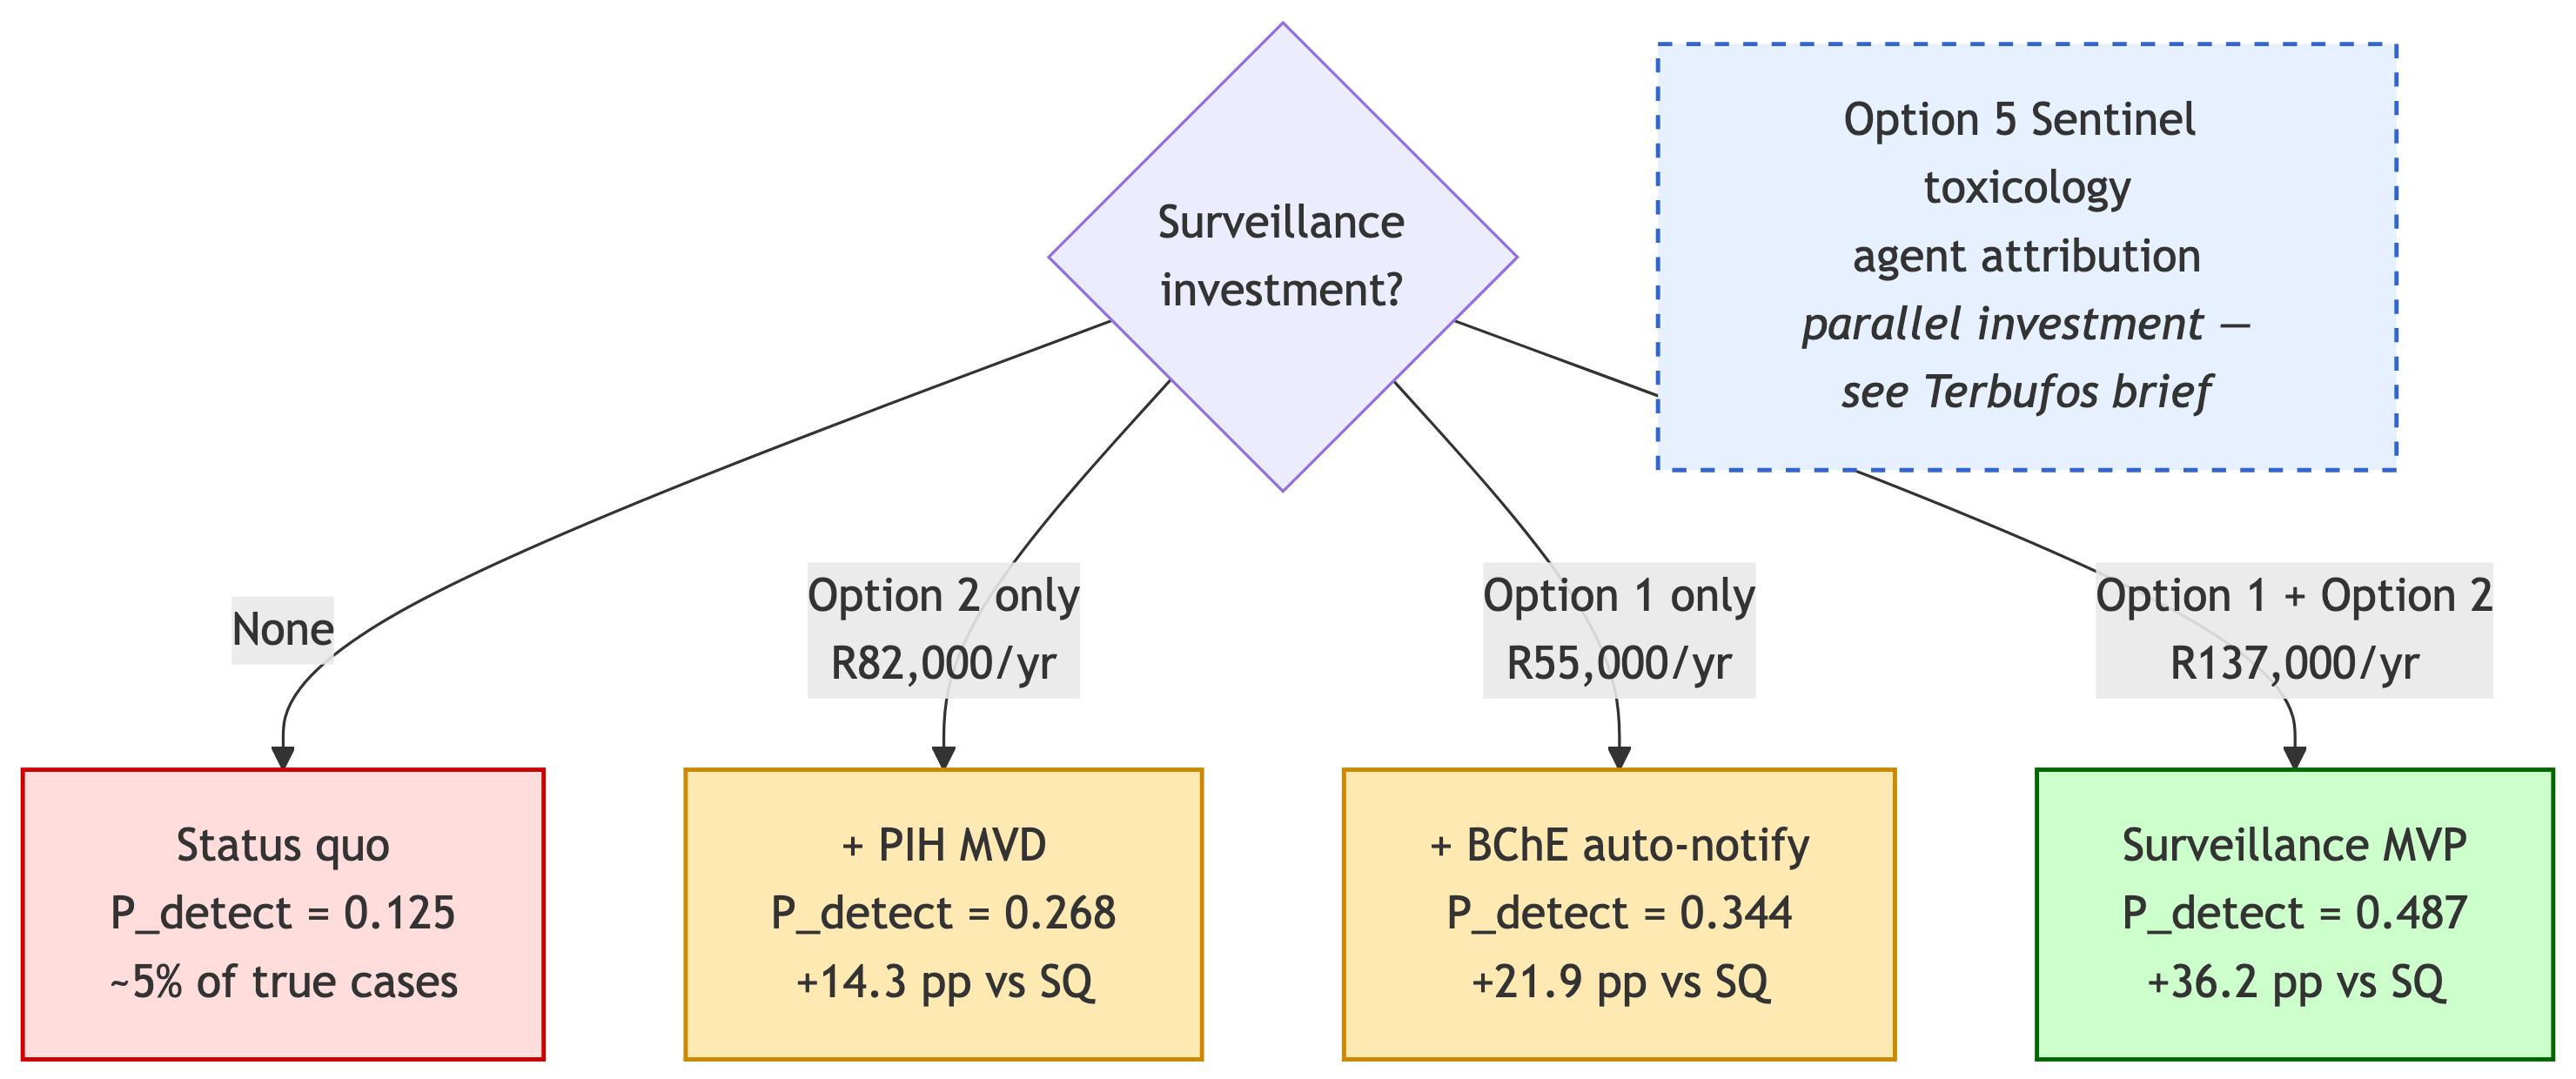 Surveillance
investment?
Option 5 Sentinel
toxicology
agent attribution
parallel investment —
see Terbufos brief
None
Option 2 only
R82,000/yr
Option 1 only
R55,000/yr
Option 1 + Option 2
R137,000/yr
Status quo
P_detect = 0.125
~5% of true cases
+ PIH MVD
P_detect = 0.268
+14.3 pp vs SQ
+ BChE auto-notify
P_detect = 0.344
+21.9 pp vs SQ
Surveillance MVP
P_detect = 0.487
+36.2 pp vs SQ